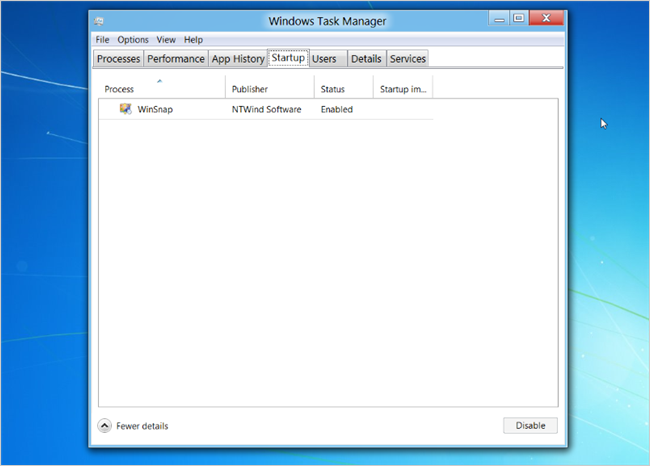 Windows Task Manager
File Options View Help
Processes Performance App History Startup Users Details Services
Process Publisher Status Startup im...
WinSnap NTWind Software Enabled
Fewer details Disable